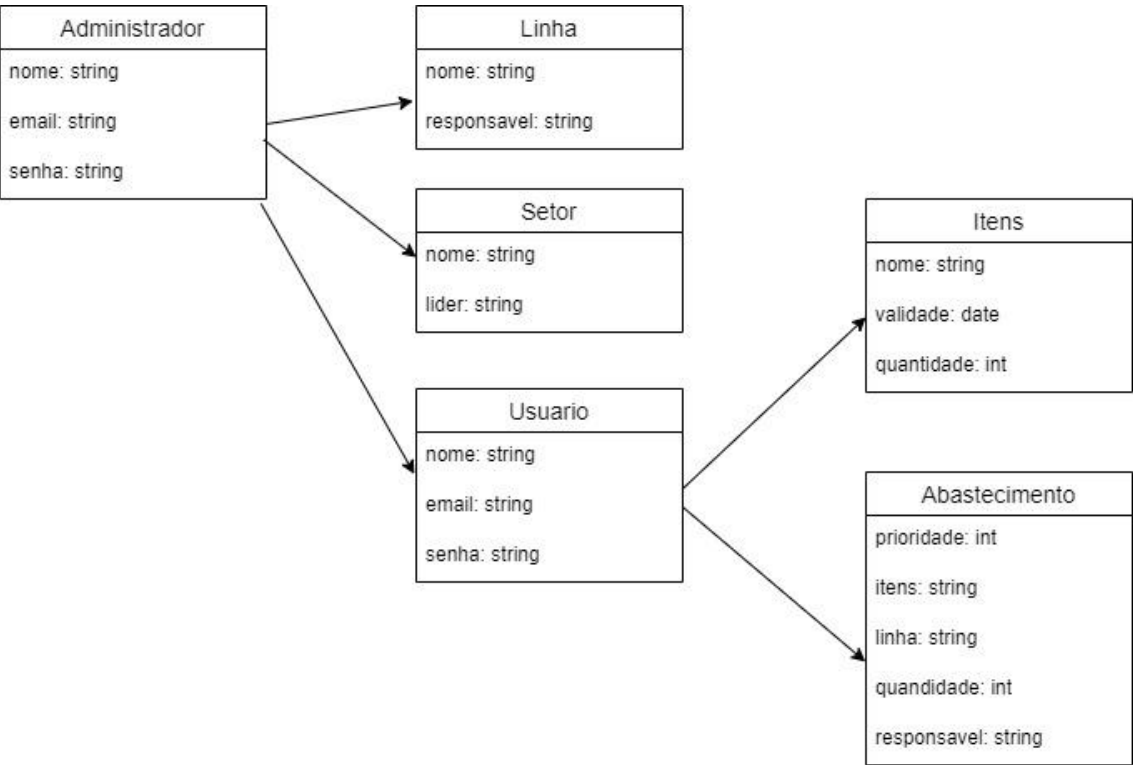 Administrador
nome: string
email: string
senha: string
Linha
nome: string
responsavel: string
Setor
nome: string
lider: string
Usuario
nome: string
email: string
senha: string
Itens
nome: string
validade: date
quantidade: int
Abastecimento
prioridade: int
itens: string
linha: string
quandidade: int
responsavel: string